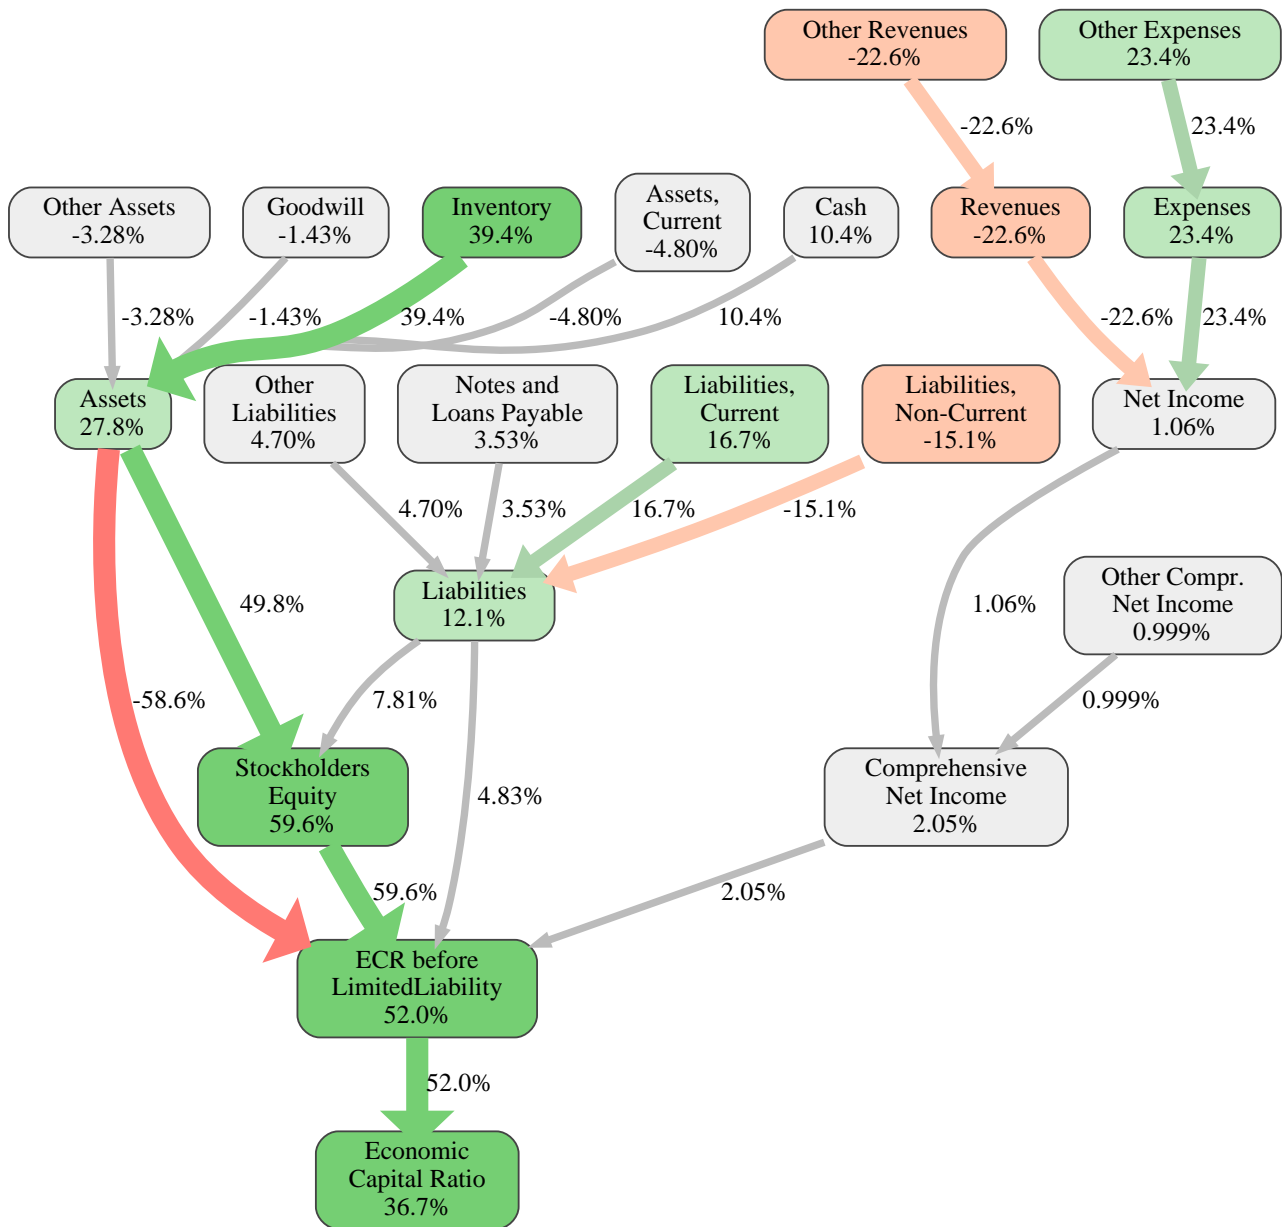 Other Revenues
-22.6%
Other Expenses
23.4%
-22.6%
23.4%
Other Assets
-3.28%
Goodwill
-1.43%
Inventory
39.4%
Assets,
Current
-4.80%
Cash
10.4%
Revenues
-22.6%
Expenses
23.4%
-3.28%
-1.43%
39.4%
-4.80%
10.4%
-22.6%
23.4%
Assets
27.8%
Other
Liabilities
4.70%
Notes and
Loans Payable
3.53%
Liabilities,
Current
16.7%
Liabilities,
Non-Current
-15.1%
Net Income
1.06%
4.70%
3.53%
16.7%
-15.1%
Liabilities
12.1%
49.8%
1.06%
Other Compr.
Net Income
0.999%
-58.6%
7.81%
0.999%
Stockholders
Equity
59.6%
4.83%
Comprehensive
Net Income
2.05%
59.6%
2.05%
ECR before
LimitedLiability
52.0%
52.0%
Economic
Capital Ratio
36.7%